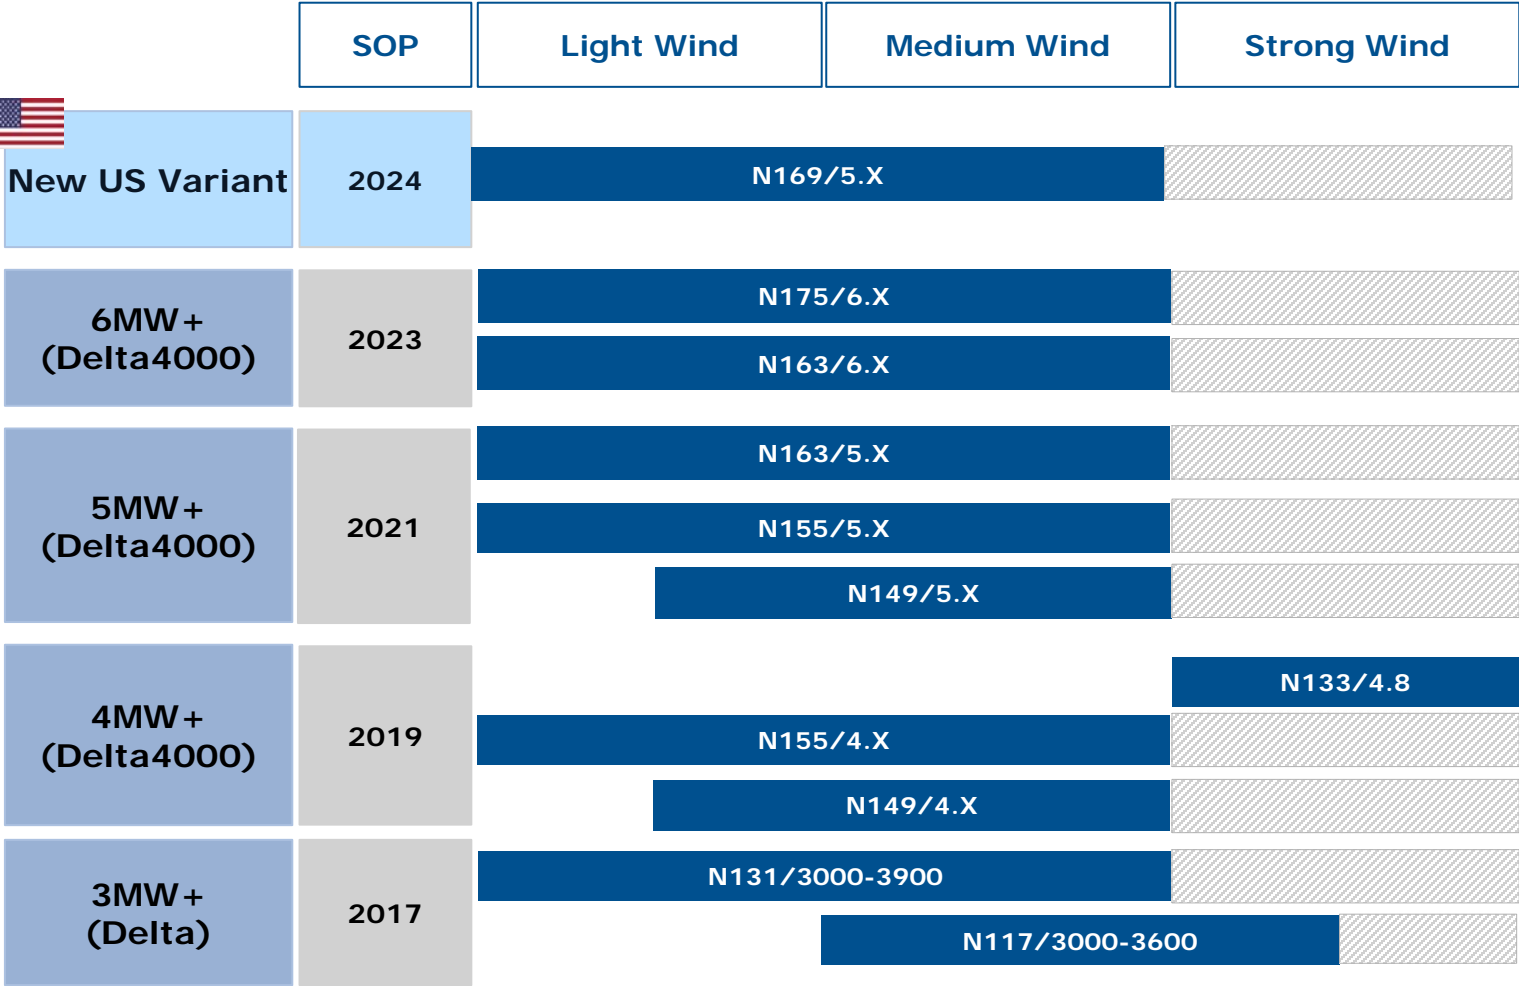 SOP
Light Wind
Medium Wind
Strong Wind
New US Variant
2024
N169/5.X
6MW+
(Delta4000)
2023
N175/6.X
N163/6.X
5MW+
(Delta4000)
2021
N163/5.X
N155/5.X
N149/5.X
4MW+
(Delta4000)
2019
N133/4.8
N155/4.X
N149/4.X
3MW+
(Delta)
2017
N131/3000-3900
N117/3000-3600